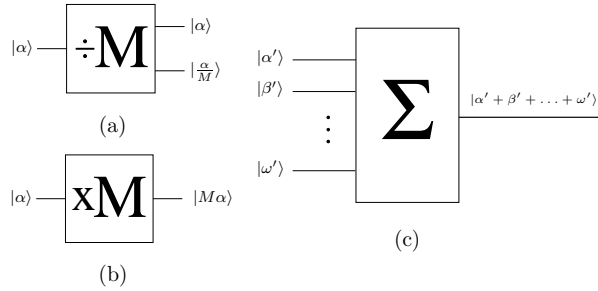 |α⟩ ÷M |α⟩
|α/M⟩
(a)
|α⟩ xM |Mα⟩
(b)
|α′⟩
|β′⟩
⋮
|ω′⟩
Σ
|α′ + β′ + … + ω′⟩
(c)